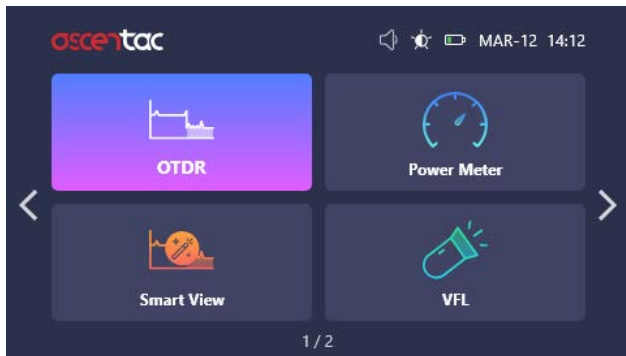 ascentac MAR-12 14:12
OTDR
Power Meter
Smart View
VFL
1 / 2